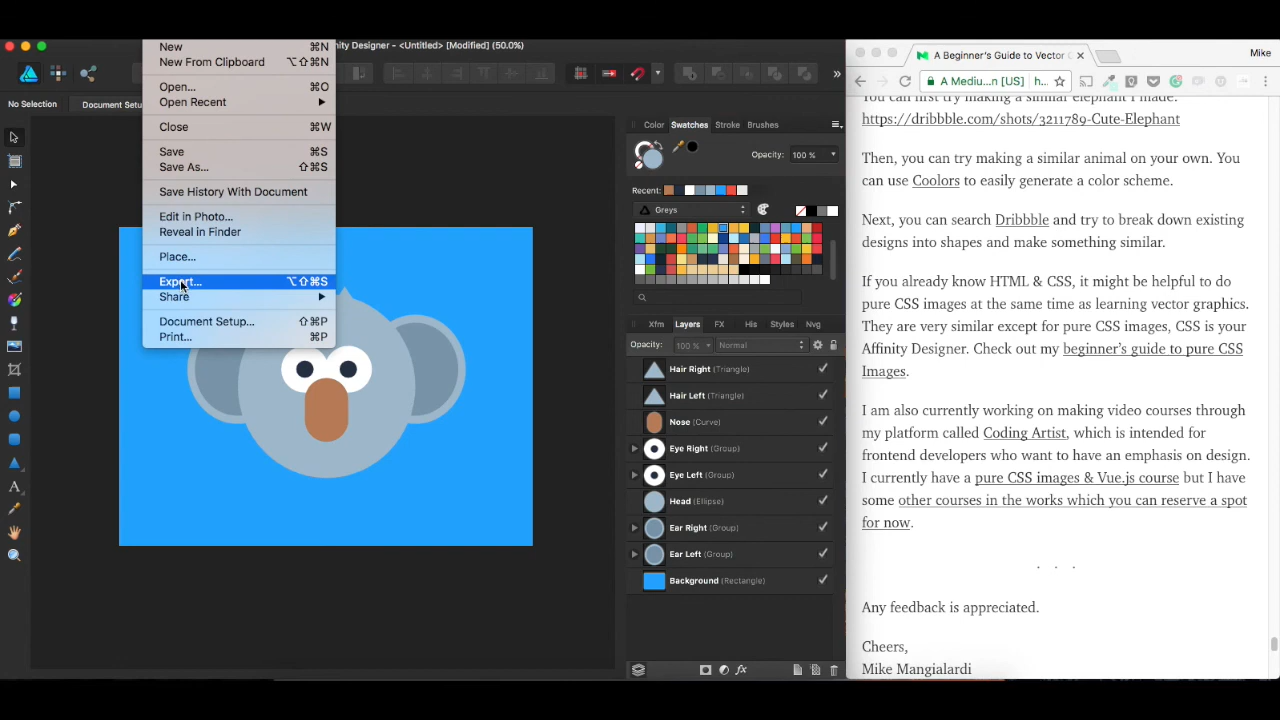 New ⌘N
New From Clipboard ⌥⇧⌘N
Open... ⌘O
Open Recent
Close ⌘W
Save ⌘S
Save As... ⇧⌘S
Save History With Document
Edit in Photo...
Reveal in Finder
Place...
Export... ⌥⇧⌘S
Share
Document Setup... ⇧⌘P
Print... ⌘P
nity Designer - <Untitled> [Modified] (50.0%)
No Selection
Document Setu
Color Swatches Stroke Brushes
Opacity: 100 %
Recent:
Greys
Xfm Layers FX His Styles Nvg
Opacity: 100 % Normal
Hair Right (Triangle)
Hair Left (Triangle)
Nose (Curve)
Eye Right (Group)
Eye Left (Group)
Head (Ellipse)
Ear Right (Group)
Ear Left (Group)
Background (Rectangle)
A Beginner's Guide to Vector
Mike
A Mediu...n [US] h...
You can first try making a similar elephant I made:
https://dribbble.com/shots/3211789-Cute-Elephant
Then, you can try making a similar animal on your own. You
can use Coolors to easily generate a color scheme.
Next, you can search Dribbble and try to break down existing
designs into shapes and make something similar.
If you already know HTML & CSS, it might be helpful to do
pure CSS images at the same time as learning vector graphics.
They are very similar except for pure CSS images, CSS is your
Affinity Designer. Check out my beginner's guide to pure CSS
Images.
I am also currently working on making video courses through
my platform called Coding Artist, which is intended for
frontend developers who want to have an emphasis on design.
I currently have a pure CSS images & Vue.js course but I have
some other courses in the works which you can reserve a spot
for now.
. . .
Any feedback is appreciated.
Cheers,
Mike Mangialardi